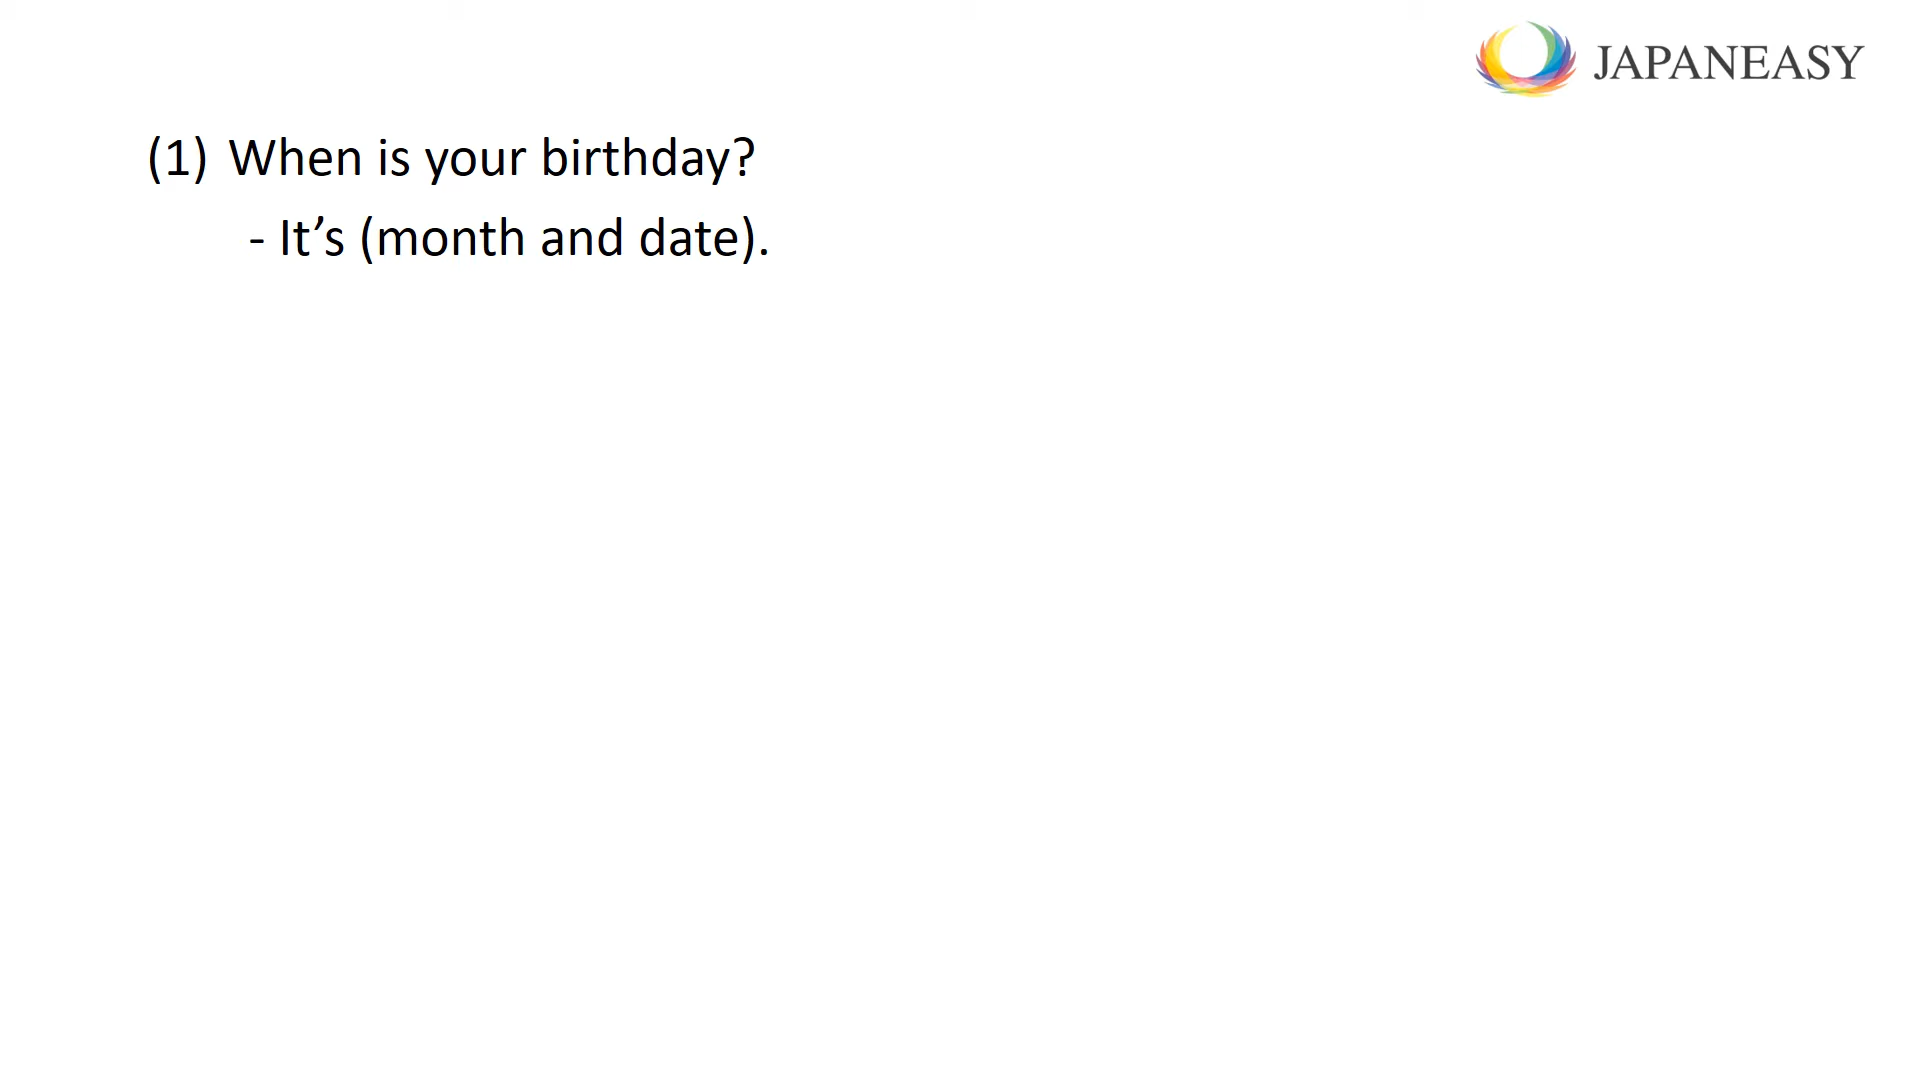 JAPANEASY
(1) When is your birthday?
- It’s (month and date).